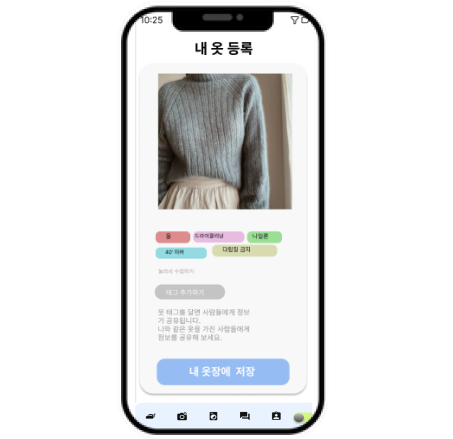 10:25
내 옷 등록
울 드라이클리닝 나일론
40' 이하 다림질 금지
눌러서 수정하기
태그 추가하기
옷 태그를 달면 사람들에게 정보
가 공유됩니다.
나와 같은 옷을 가진 사람들에게
정보를 공유해 보세요.
내 옷장에 저장